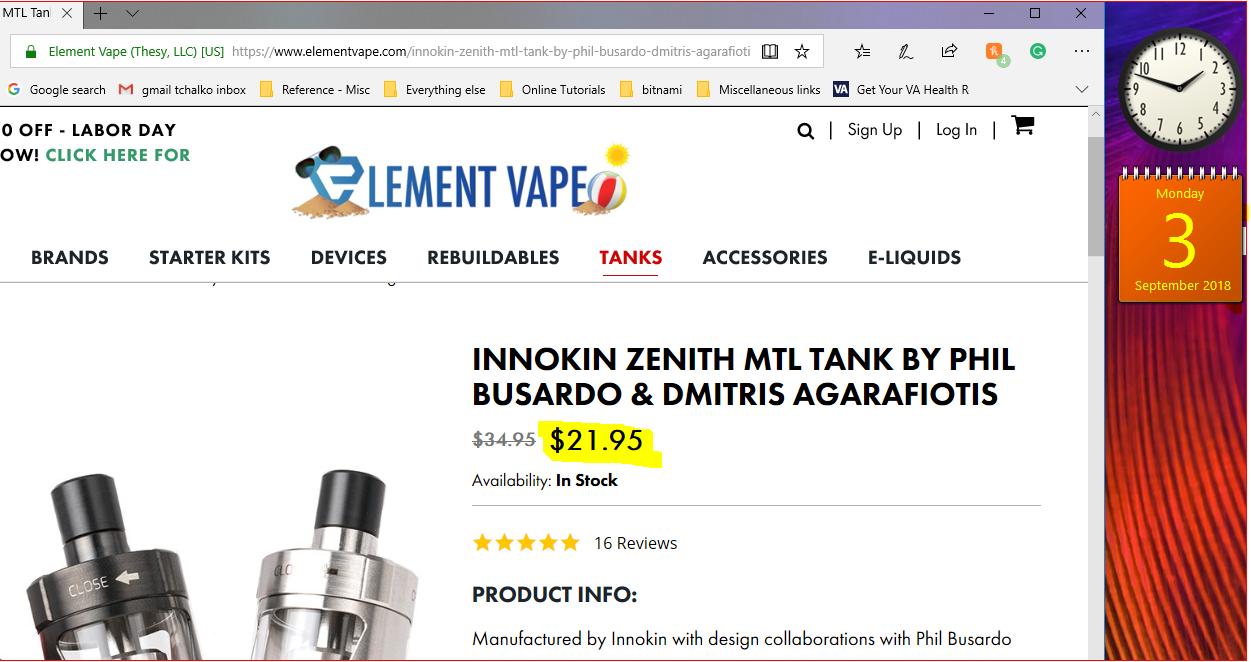 MTL Tan
Element Vape (Thesy, LLC) [US] https://www.elementvape.com/innokin-zenith-mtl-tank-by-phil-busardo-dmitris-agarafioti
4
Google search gmail tchalko inbox Reference - Misc Everything else Online Tutorials bitnami Miscellaneous links VA Get Your VA Health R
0 OFF - LABOR DAY
OW! CLICK HERE FOR
Sign Up | Log In |
ELEMENT VAPE
BRANDS STARTER KITS DEVICES REBUILDABLES TANKS ACCESSORIES E-LIQUIDS
INNOKIN ZENITH MTL TANK BY PHIL
BUSARDO & DMITRIS AGARAFIOTIS
$34.95 $21.95
Availability: In Stock
16 Reviews
PRODUCT INFO:
Manufactured by Innokin with design collaborations with Phil Busardo
CLOSE
CLO
12 1 2 3 4 5 6 7 8 9 10
Monday
3
September 2018